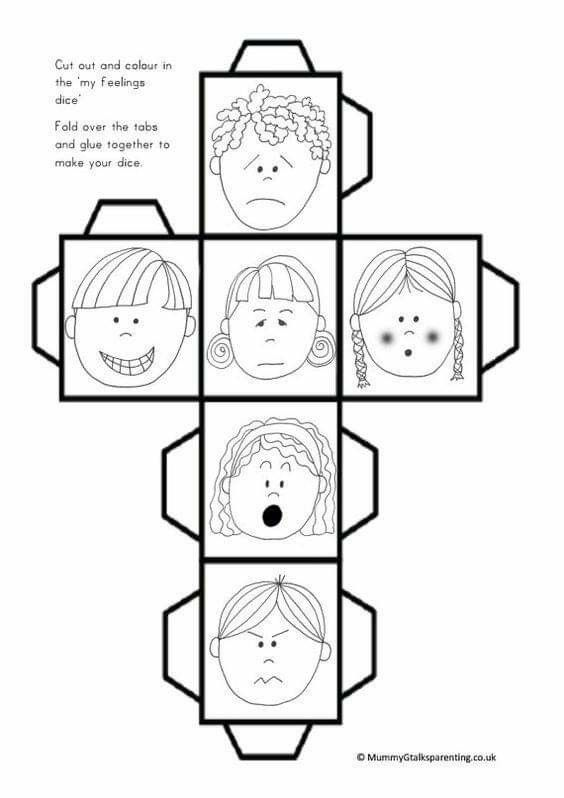 Cut out and colour in
the 'my feelings
dice'
Fold over the tabs
and glue together to
make your dice.
© MummyGtalksparenting.co.uk